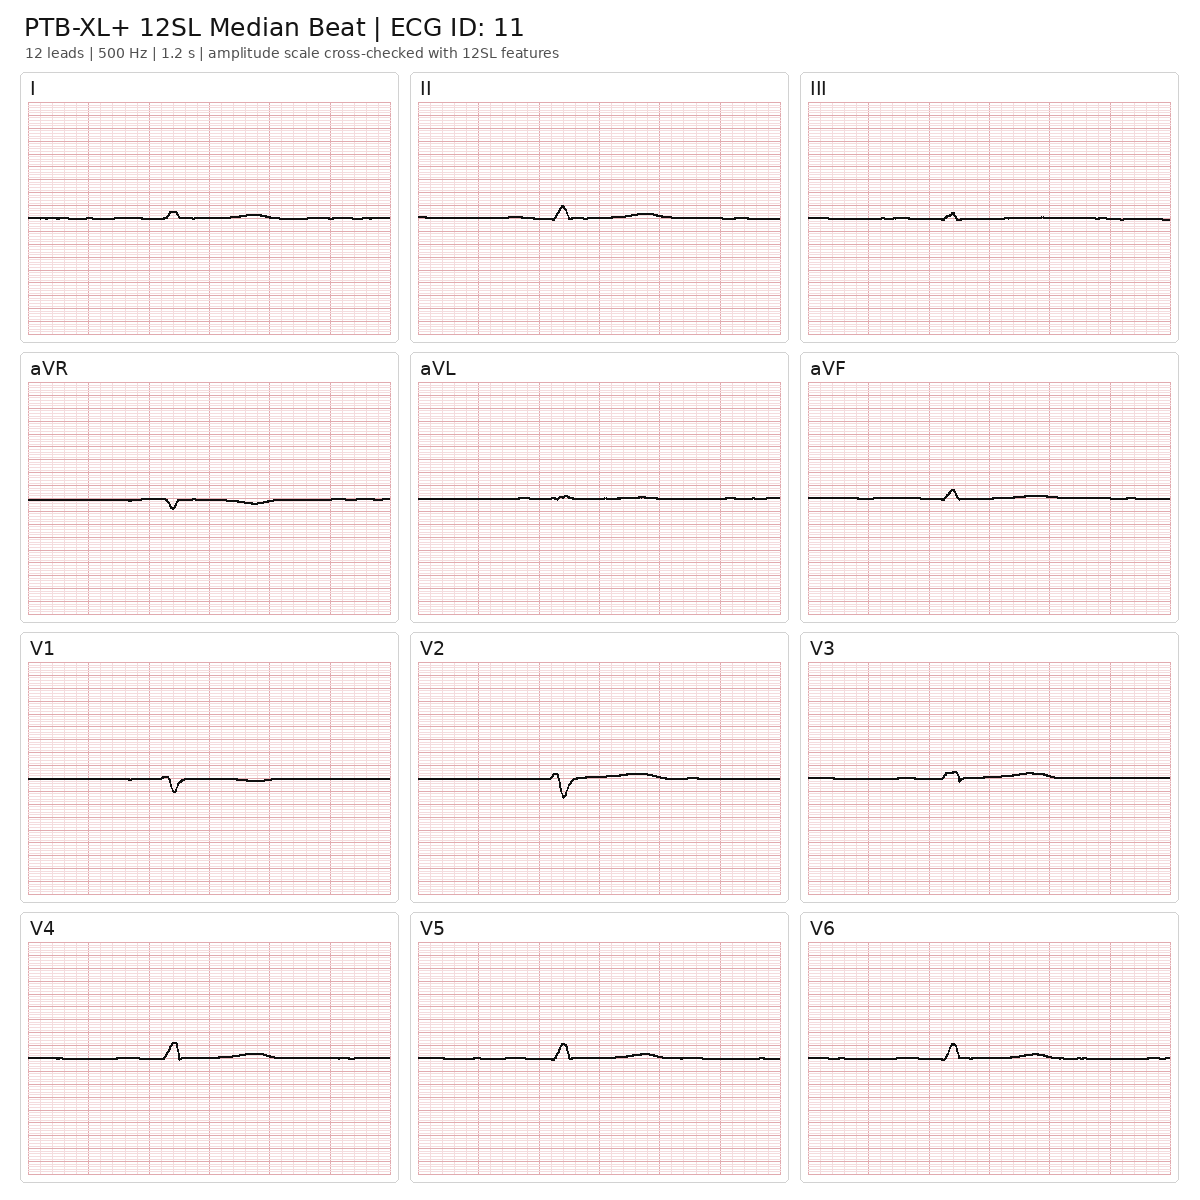 PTB-XL+ 12SL Median Beat | ECG ID: 11
12 leads | 500 Hz | 1.2 s | amplitude scale cross-checked with 12SL features
I
II
III
aVR
aVL
aVF
V1
V2
V3
V4
V5
V6